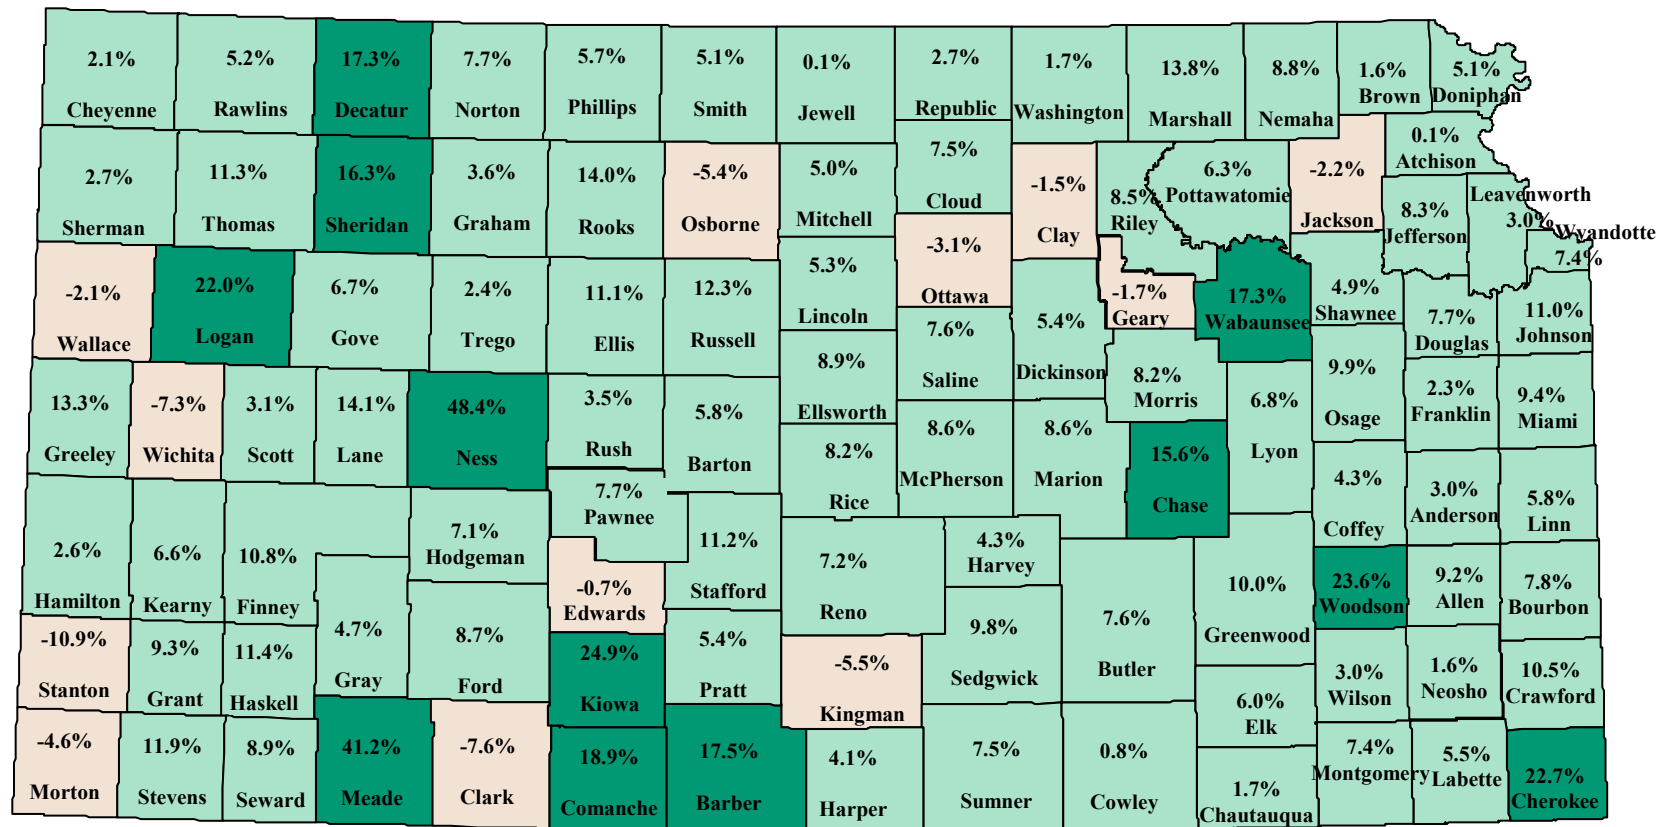 2.1%
Cheyenne
5.2%
Rawlins
17.3%
Decatur
7.7%
Norton
5.7%
Phillips
5.1%
Smith
0.1%
Jewell
2.7%
Republic
1.7%
Washington
13.8%
Marshall
8.8%
Nemaha
1.6%
Brown
5.1%
Doniphan
2.7%
Sherman
11.3%
Thomas
16.3%
Sheridan
3.6%
Graham
14.0%
Rooks
-5.4%
Osborne
5.0%
Mitchell
7.5%
Cloud
-1.5%
Clay
8.5%
Riley
6.3%
Pottawatomie
-2.2%
Jackson
0.1%
Atchison
8.3%
Jefferson
Leavenworth
3.0%
Wyandotte
7.4%
-2.1%
Wallace
22.0%
Logan
6.7%
Gove
2.4%
Trego
11.1%
Ellis
12.3%
Russell
5.3%
Lincoln
-3.1%
Ottawa
7.6%
Saline
5.4%
Dickinson
-1.7%
Geary
17.3%
Wabaunsee
4.9%
Shawnee
7.7%
Douglas
11.0%
Johnson
13.3%
Greeley
-7.3%
Wichita
3.1%
Scott
14.1%
Lane
48.4%
Ness
3.5%
Rush
5.8%
Barton
8.9%
Ellsworth
8.2%
Rice
8.6%
McPherson
8.6%
Marion
8.2%
Morris
15.6%
Chase
6.8%
Lyon
9.9%
Osage
2.3%
Franklin
9.4%
Miami
4.3%
Coffey
3.0%
Anderson
5.8%
Linn
2.6%
Hamilton
6.6%
Kearny
10.8%
Finney
7.1%
Hodgeman
7.7%
Pawnee
-0.7%
Edwards
11.2%
Stafford
7.2%
Reno
4.3%
Harvey
7.6%
Butler
10.0%
Greenwood
23.6%
Woodson
9.2%
Allen
7.8%
Bourbon
-10.9%
Stanton
9.3%
Grant
11.4%
Haskell
4.7%
Gray
8.7%
Ford
24.9%
Kiowa
5.4%
Pratt
-5.5%
Kingman
9.8%
Sedgwick
6.0%
Elk
3.0%
Wilson
1.6%
Neosho
10.5%
Crawford
-4.6%
Morton
11.9%
Stevens
8.9%
Seward
41.2%
Meade
-7.6%
Clark
18.9%
Comanche
17.5%
Barber
4.1%
Harper
7.5%
Sumner
0.8%
Cowley
1.7%
Chautauqua
7.4%
Montgomery
5.5%
Labette
22.7%
Cherokee